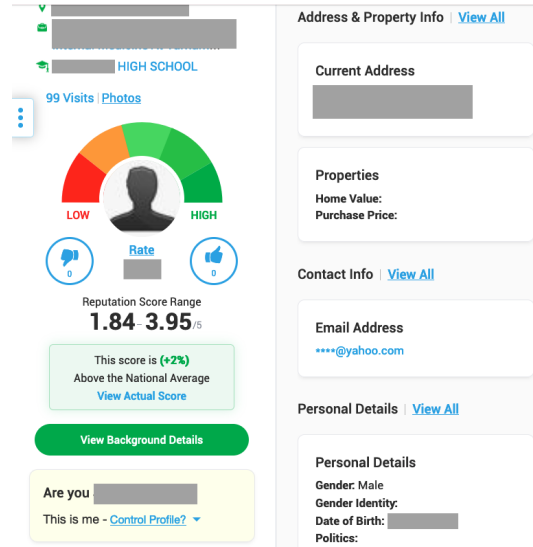 HIGH SCHOOL
99 Visits | Photos
LOW
HIGH
0
Rate
0
Reputation Score Range
1.84 - 3.95/5
This score is (+2%)
Above the National Average
View Actual Score
View Background Details
Are you
This is me - Control Profile?
Address & Property Info | View All
Current Address
Properties
Home Value:
Purchase Price:
Contact Info | View All
Email Address
••••@yahoo.com
Personal Details | View All
Personal Details
Gender: Male
Gender Identity:
Date of Birth:
Politics: